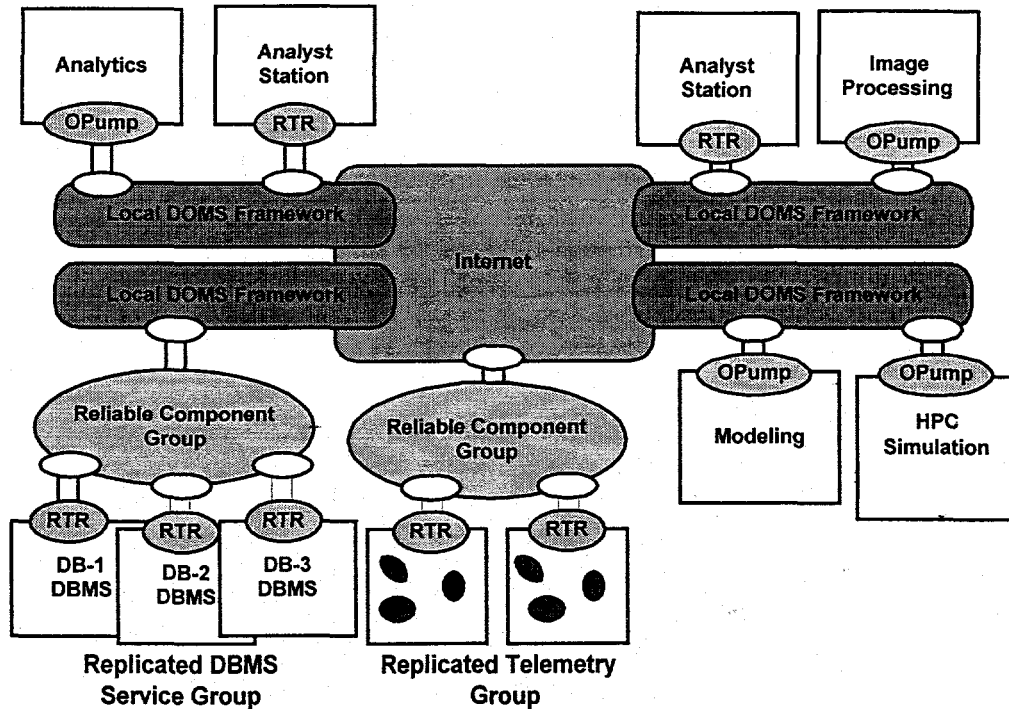 Analytics
OPump
Analyst
Station
RTR
Analyst
Station
RTR
Image
Processing
OPump
Local DOMS Framework
Local DOMS Framework
Internet
Local DOMS Framework
Local DOMS Framework
Reliable Component
Group
Reliable Component
Group
OPump
Modeling
OPump
HPC
Simulation
RTR
DB-1
DBMS
RTR
DB-2
DBMS
RTR
DB-3
DBMS
RTR
RTR
Replicated DBMS
Service Group
Replicated Telemetry
Group